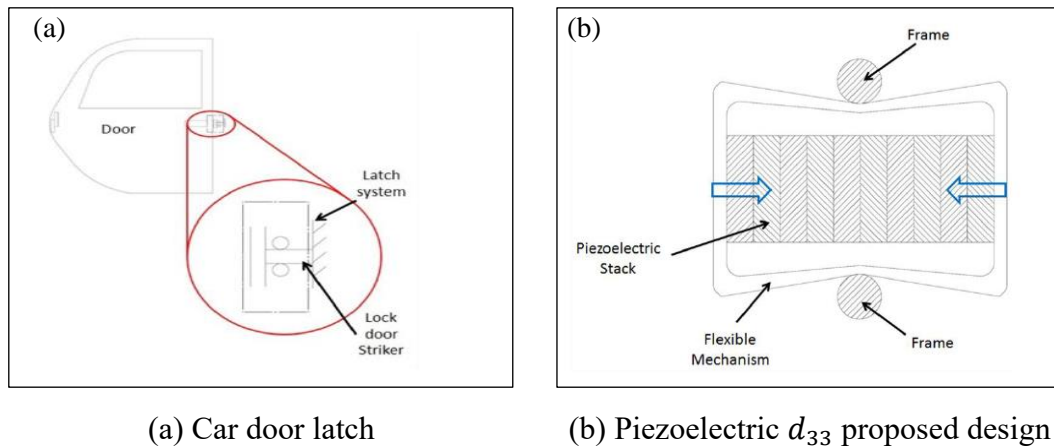 (a)
Door
Latch
system
Lock
door
Striker
(b)
Frame
Piezoelectric
Stack
Flexible
Mechanism
Frame
(a) Car door latch
(b) Piezoelectric d₃₃ proposed design